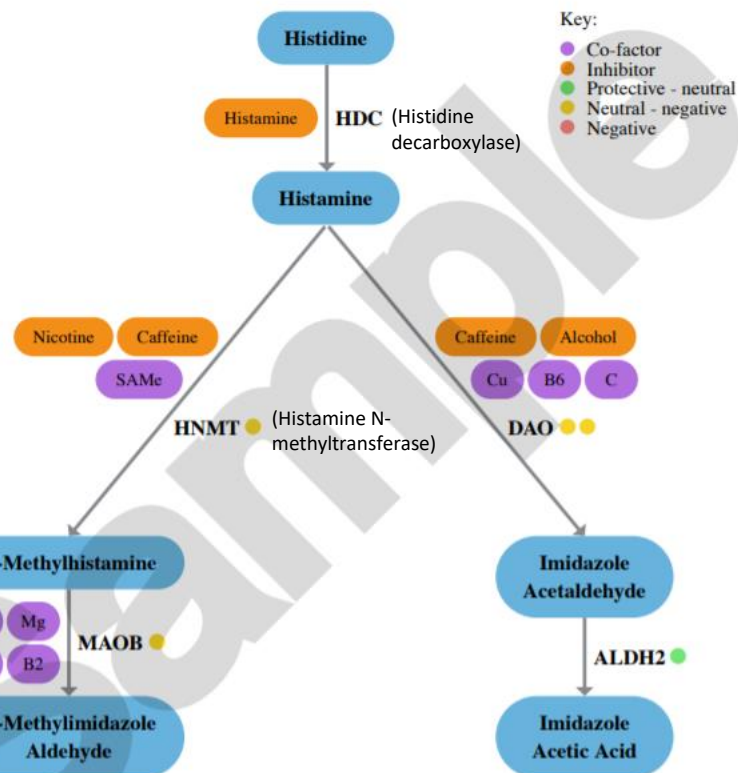 Key:
Co-factor
Inhibitor
Protective - neutral
Neutral - negative
Negative
Histidine
Histamine
HDC (Histidine
decarboxylase)
Histamine
Nicotine
Caffeine
SAMe
HNMT
(Histamine N-
methyltransferase)
Caffeine
Alcohol
Cu
B6
C
DAO
-Methylhistamine
Mg
B2
MAOB
-Methylimidazole
Aldehyde
Imidazole
Acetaldehyde
ALDH2
Imidazole
Acetic Acid
Sample